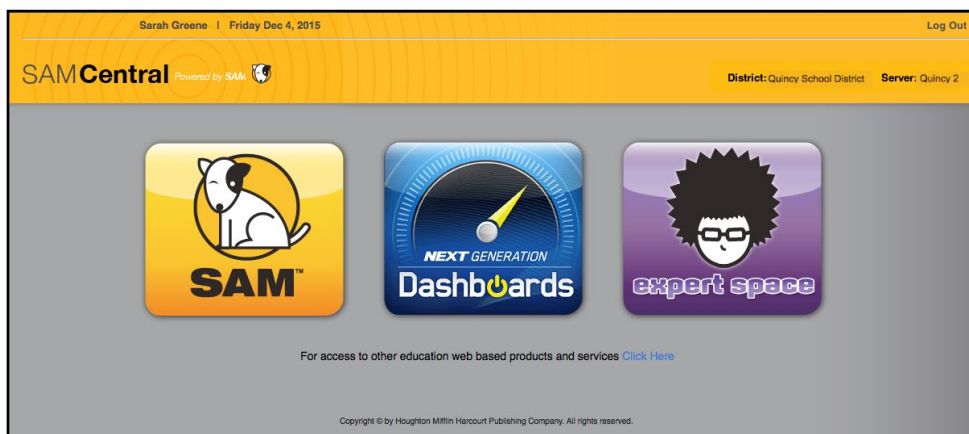 Sarah Greene | Friday Dec 4, 2015 Log Out
SAMCentral Powered by SAM
District: Quincy School District Server: Quincy 2
SAM™
NEXT GENERATION
Dashboards
expert space
For access to other education web based products and services Click Here
Copyright © by Houghton Mifflin Harcourt Publishing Company. All rights reserved.